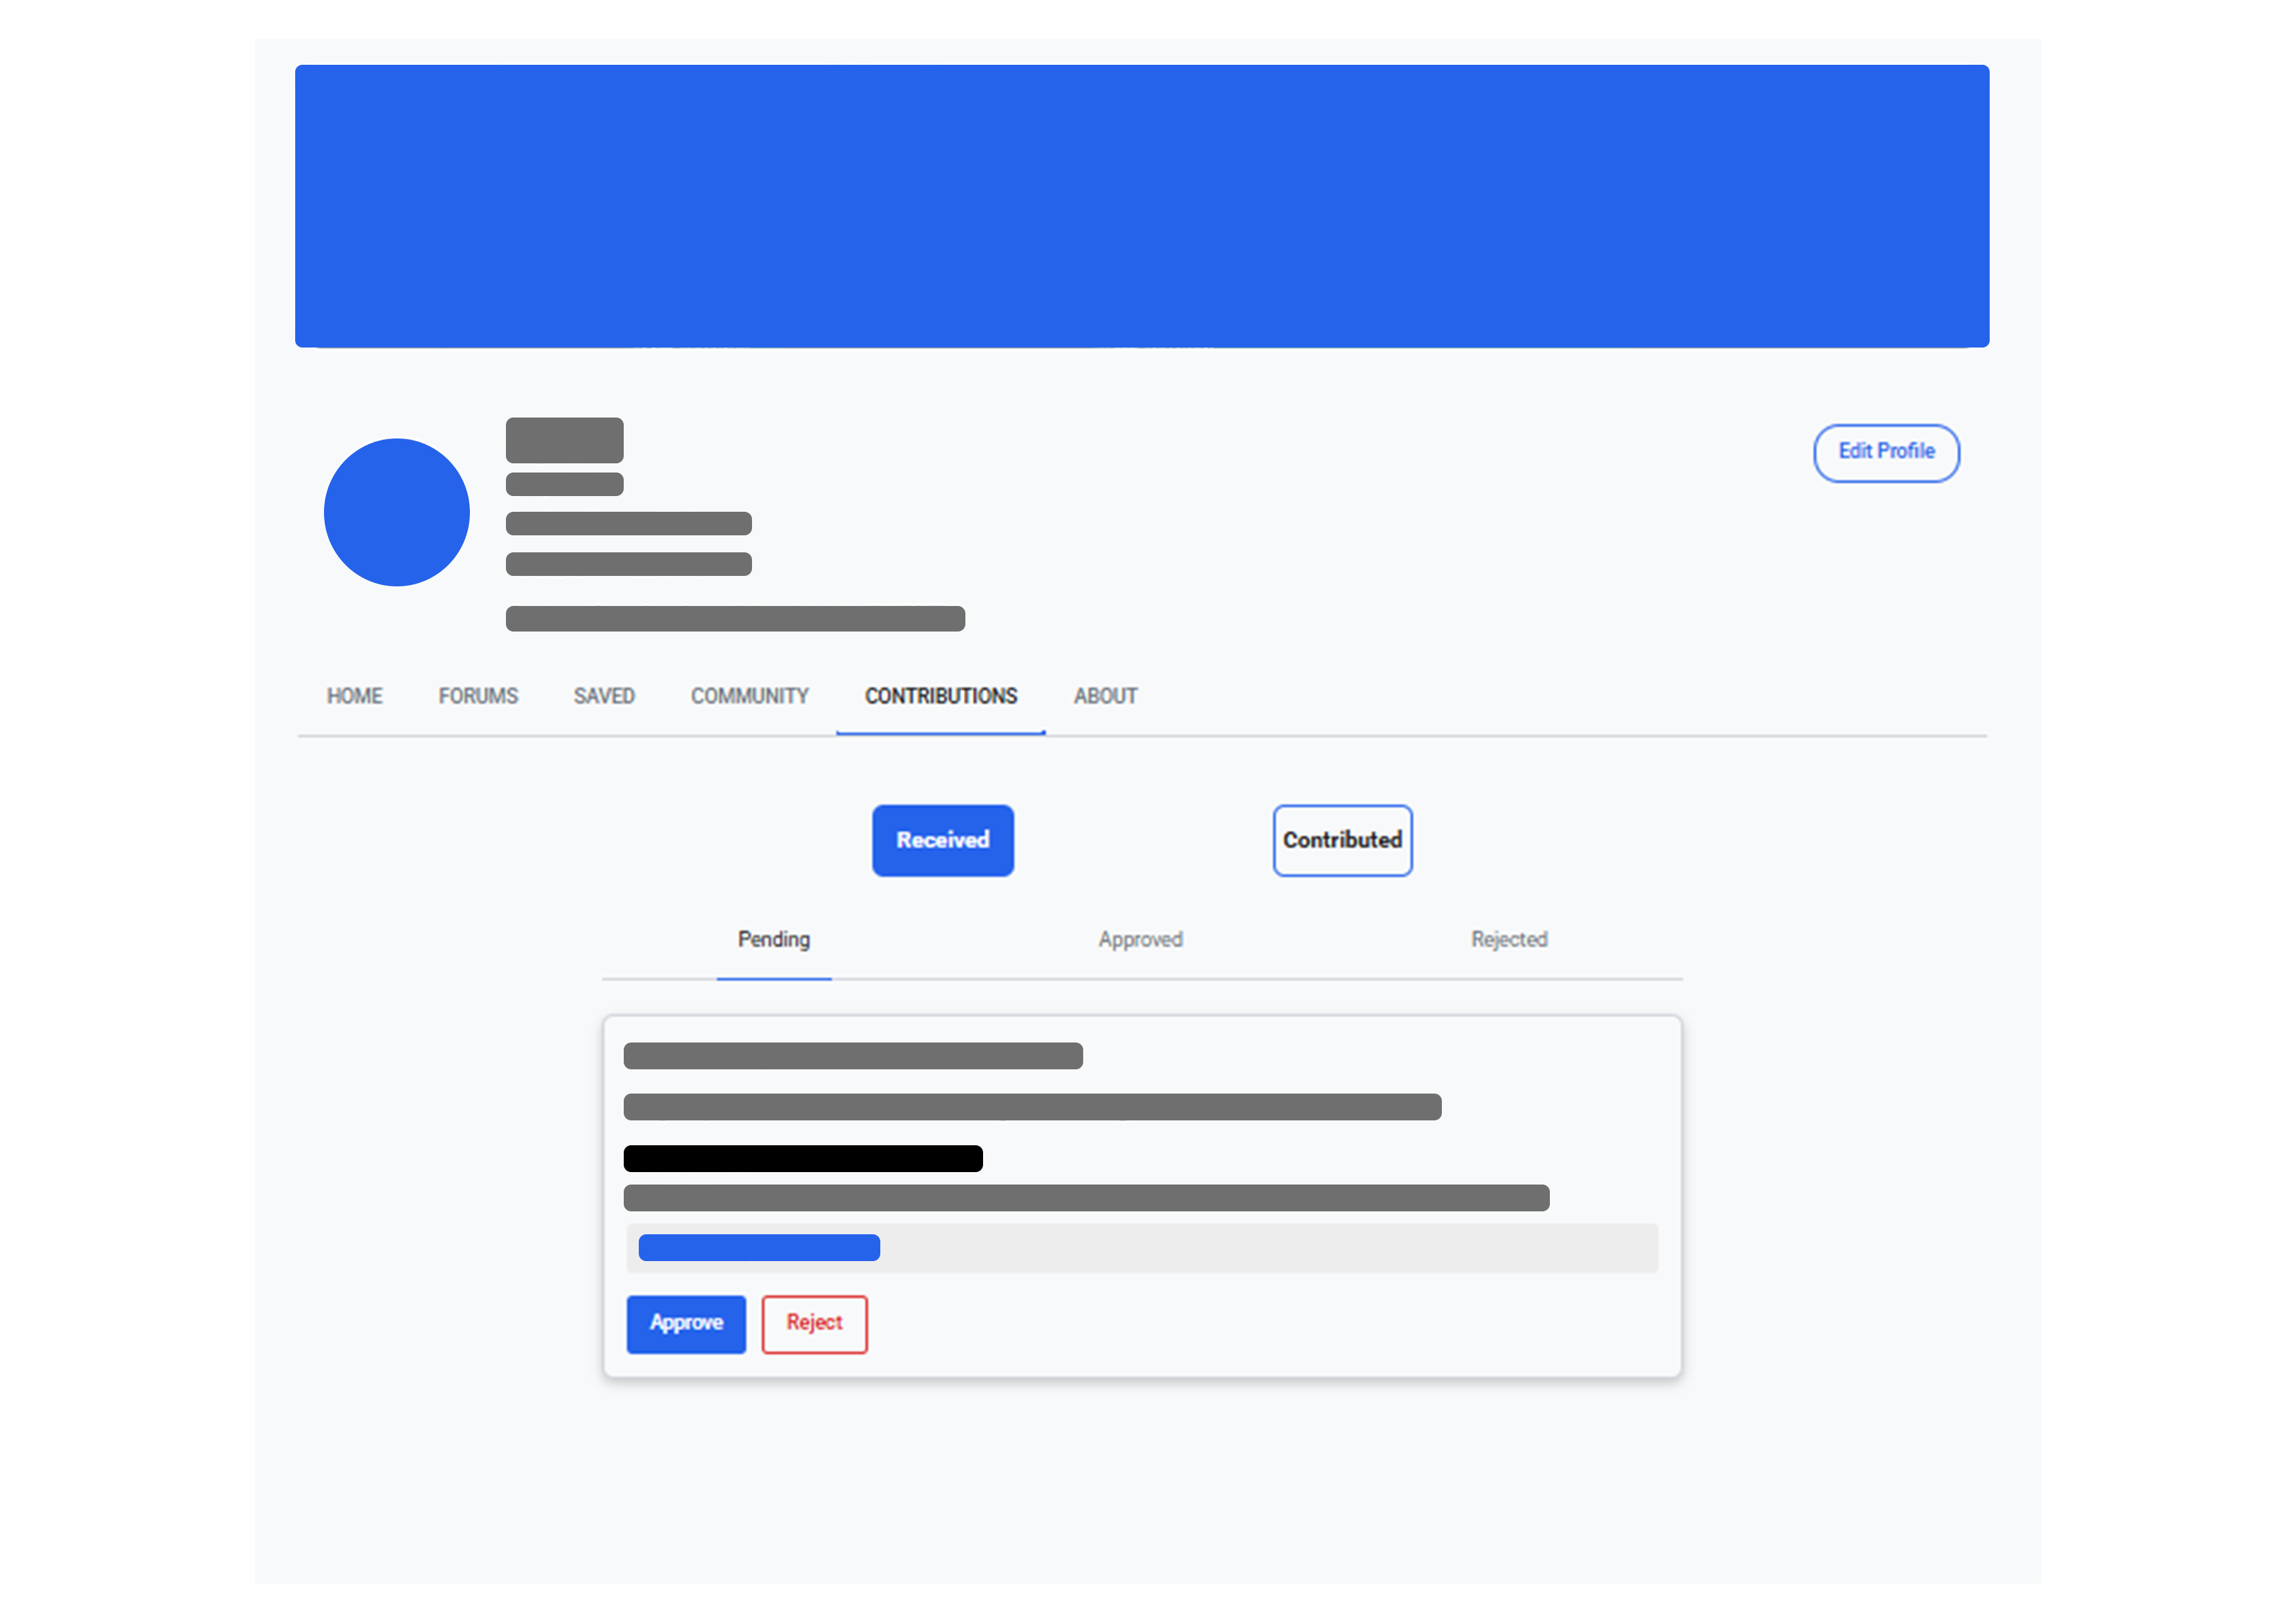 Edit Profile
HOME FORUMS SAVED COMMUNITY CONTRIBUTIONS ABOUT
Received Contributed
Pending Approved Rejected
Approve Reject